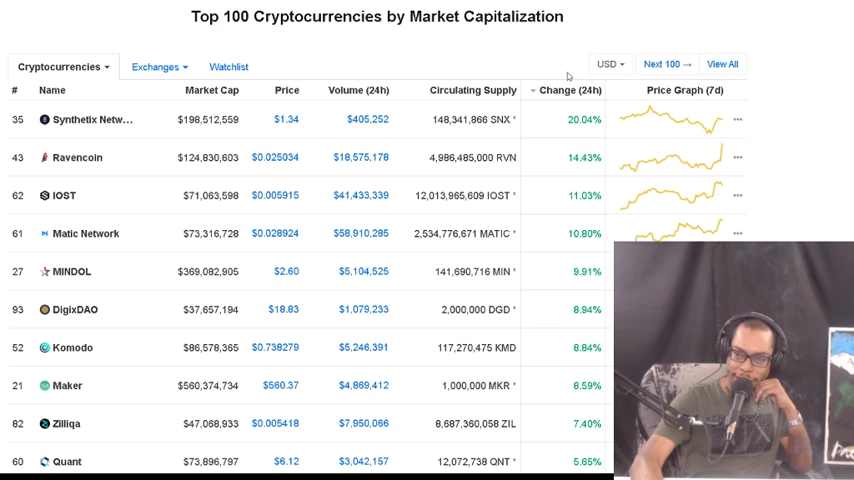 Top 100 Cryptocurrencies by Market Capitalization
Cryptocurrencies Exchanges Watchlist USD Next 100 → View All
# Name Market Cap Price Volume (24h) Circulating Supply Change (24h) Price Graph (7d)
35 Synthetix Netw... $198,512,559 $1.34 $405,252 148,341,866 SNX * 20.04%
43 Ravencoin $124,830,603 $0.025034 $18,575,178 4,986,485,000 RVN 14.43%
62 IOST $71,063,598 $0.005915 $41,433,339 12,013,965,609 IOST * 11.03%
61 Matic Network $73,316,728 $0.028924 $58,910,285 2,534,776,671 MATIC * 10.80%
27 MINDOL $369,082,905 $2.60 $5,104,525 141,690,716 MIN * 9.91%
93 DigixDAO $37,657,194 $18.83 $1,079,233 2,000,000 DGD * 8.94%
52 Komodo $86,578,365 $0.738279 $5,246,391 117,270,475 KMD 8.84%
21 Maker $560,374,734 $560.37 $4,869,412 1,000,000 MKR * 8.59%
82 Zilliqa $47,068,933 $0.005418 $7,950,066 8,687,360,058 ZIL 7.40%
60 Quant $73,896,797 $6.12 $3,042,157 12,072,738 QNT * 5.65%